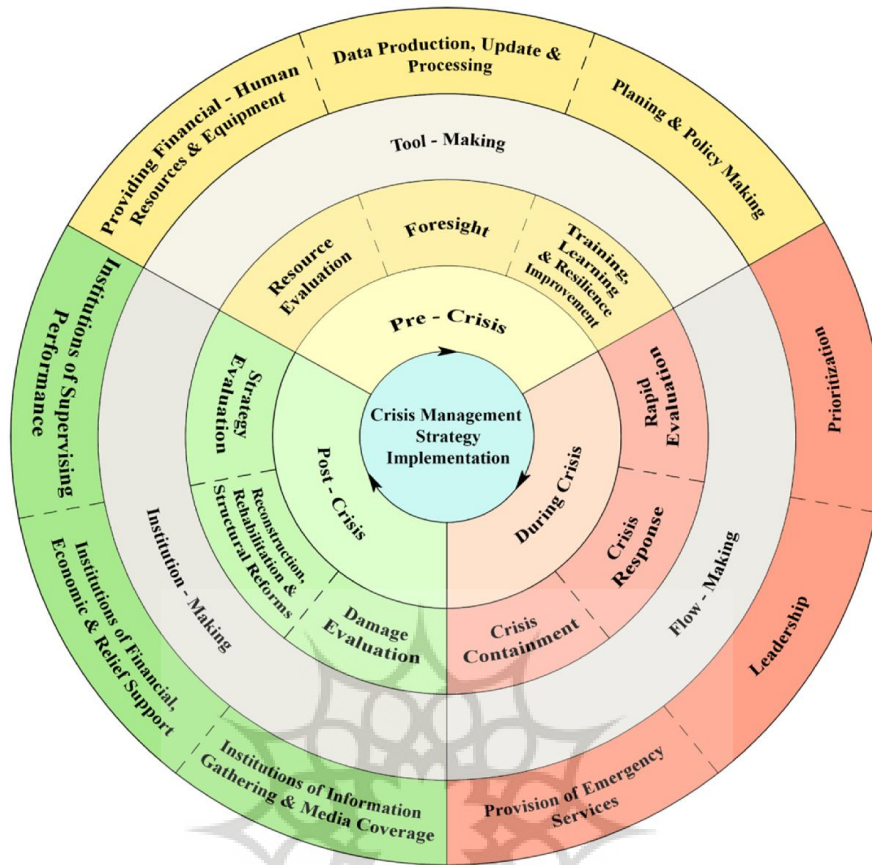 Providing Financial - Human
Resources & Equipment
Data Production, Update &
Processing
Planing & Policy Making
Tool - Making
Resource
Evaluation
Foresight
Training,
Learning
& Resilience
Improvement
Pre - Crisis
Crisis Management
Strategy
Implementation
During Crisis
Rapid
Evaluation
Crisis
Response
Crisis
Containment
Flow - Making
Prioritization
Leadership
Provision of Emergency
Services
Post - Crisis
Damage
Evaluation
Reconstruction,
Rehabilitation &
Structural Reforms
Strategy
Evaluation
Institution - Making
Institutions of Information
Gathering & Media Coverage
Institutions of Financial,
Economic & Relief Support
Institutions of Supervising
Performance